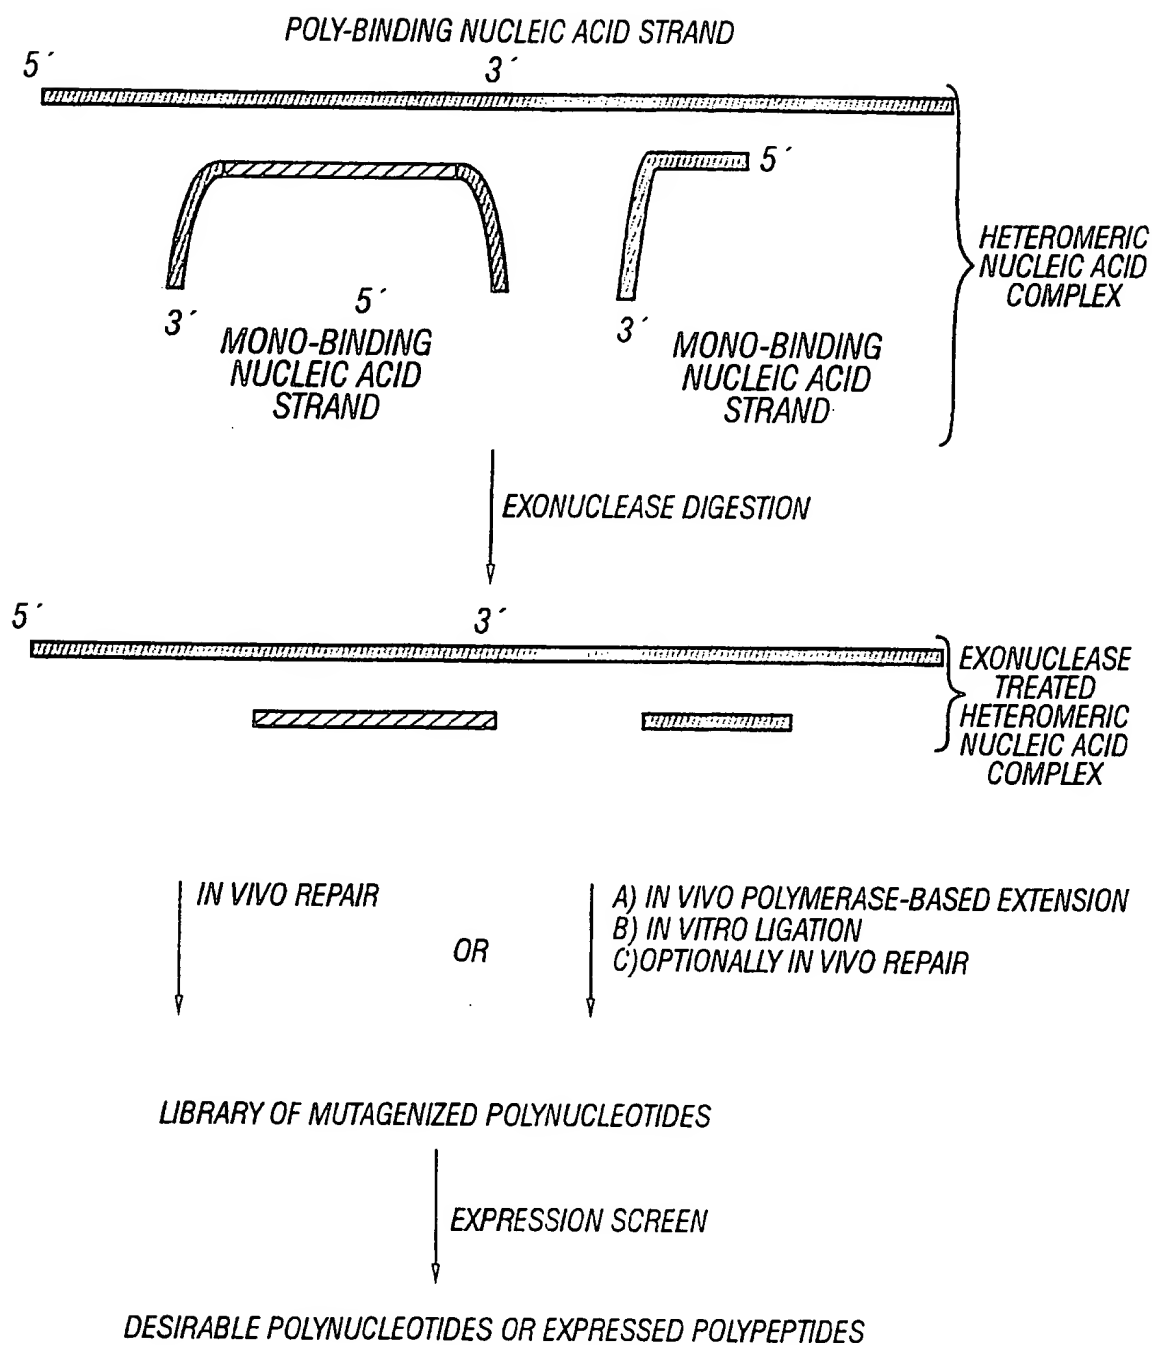 POLY-BINDING NUCLEIC ACID STRAND
5´
3´
5´
HETEROMERIC
NUCLEIC ACID
COMPLEX
3´
5´
MONO-BINDING
NUCLEIC ACID
STRAND
3´
MONO-BINDING
NUCLEIC ACID
STRAND
EXONUCLEASE DIGESTION
5´
3´
EXONUCLEASE
TREATED
HETEROMERIC
NUCLEIC ACID
COMPLEX
IN VIVO REPAIR
OR
A) IN VIVO POLYMERASE-BASED EXTENSION
B) IN VITRO LIGATION
C)OPTIONALLY IN VIVO REPAIR
LIBRARY OF MUTAGENIZED POLYNUCLEOTIDES
EXPRESSION SCREEN
DESIRABLE POLYNUCLEOTIDES OR EXPRESSED POLYPEPTIDES